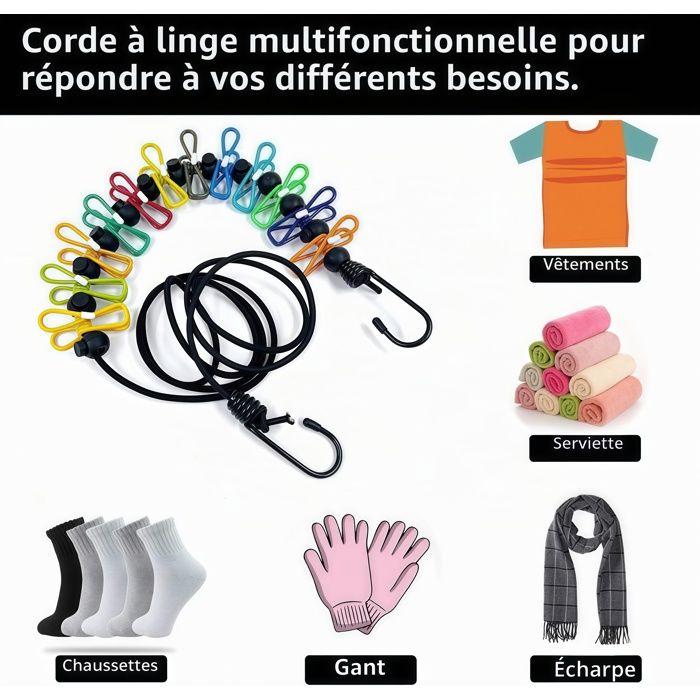 Corde à linge multifonctionnelle pour
répondre à vos différents besoins.
Vêtements
Serviette
Chaussettes
Gant
Écharpe